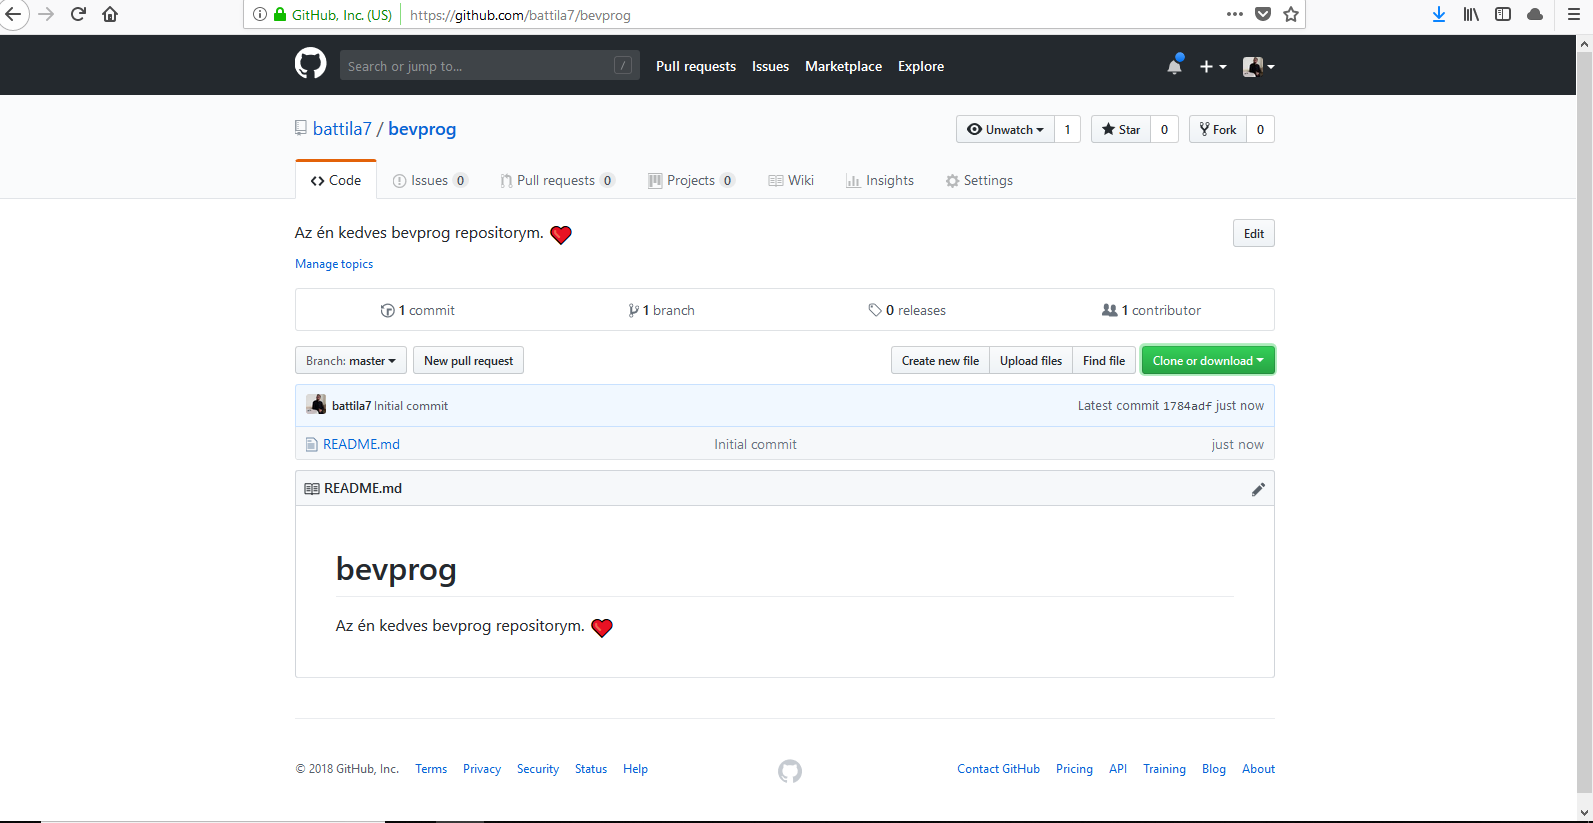 GitHub, Inc. (US) https://github.com/battila7/bevprog
Search or jump to... / Pull requests Issues Marketplace Explore
battila7 / bevprog Unwatch 1 Star 0 Fork 0
Code Issues 0 Pull requests 0 Projects 0 Wiki Insights Settings
Az én kedves bevprog repositorym. ❤ Edit
Manage topics
1 commit 1 branch 0 releases 1 contributor
Branch: master New pull request Create new file Upload files Find file Clone or download
battila7 Initial commit Latest commit 1784adf just now
README.md Initial commit just now
README.md
bevprog
Az én kedves bevprog repositorym. ❤
© 2018 GitHub, Inc. Terms Privacy Security Status Help Contact GitHub Pricing API Training Blog About